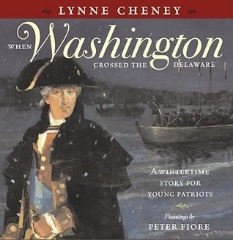 LYNNE CHENEY
WHEN
Washington
CROSSED THE DELAWARE
A WINTERTIME
STORY FOR
YOUNG PATRIOTS
Paintings by
PETER FIORE